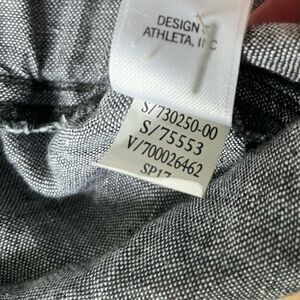 DESIGN
ATHLETA, INC
S/730250-00
S/75553
V/700026462
SP17